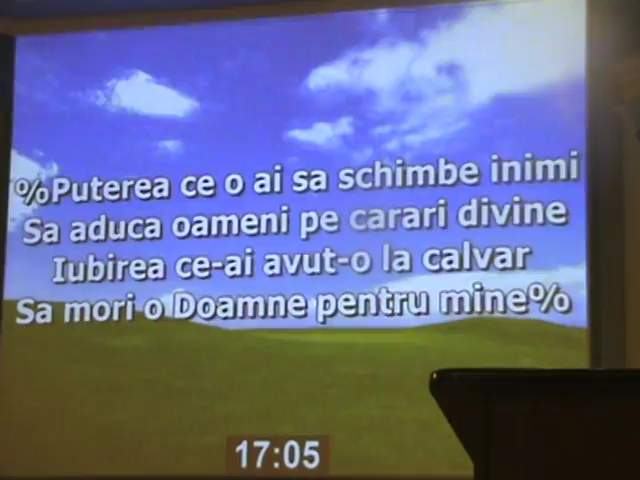 %Puterea ce o ai sa schimbe inimi
Sa aduca oameni pe carari divine
Iubirea ce-ai avut-o la calvar
Sa mori o Doamne pentru mine%
17:05